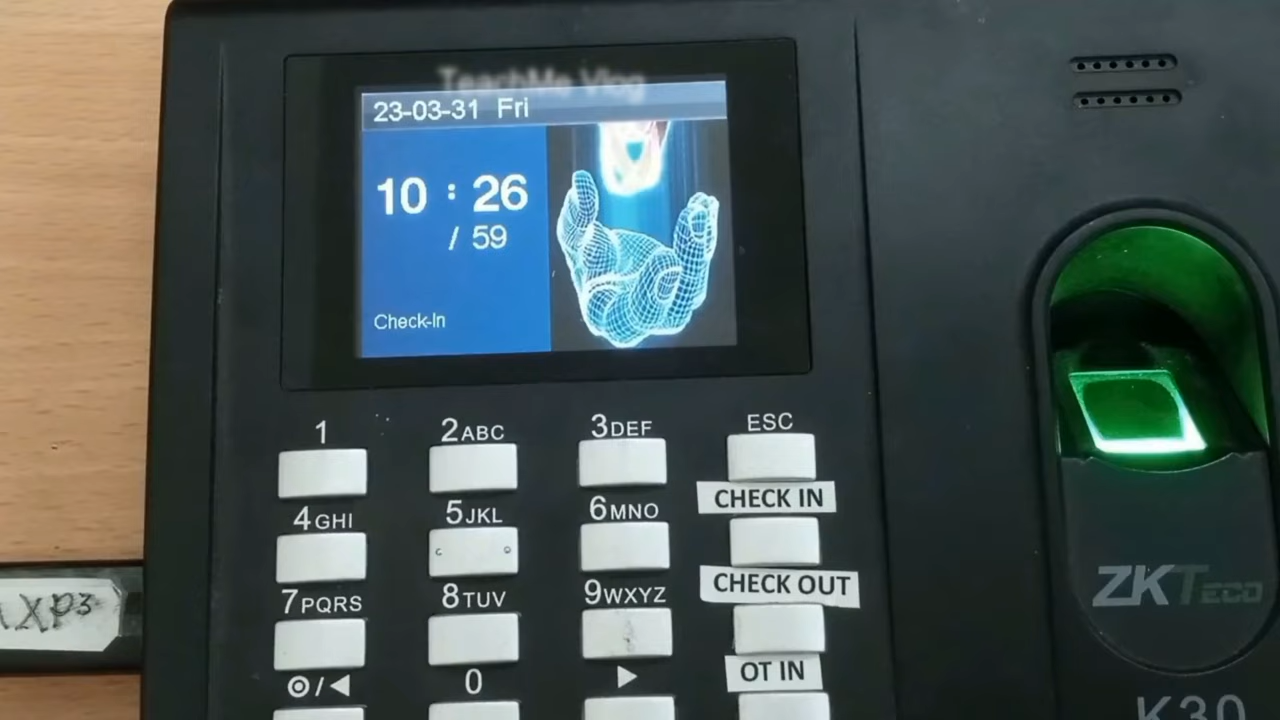 TeachMe Vlog
23-03-31 Fri
10 : 26
/ 59
Check-In
1
2ABC
3DEF
ESC
CHECK IN
4GHI
5JKL
6MNO
CHECK OUT
7PQRS
8TUV
9WXYZ
OT IN
0
ZKTECO
K30